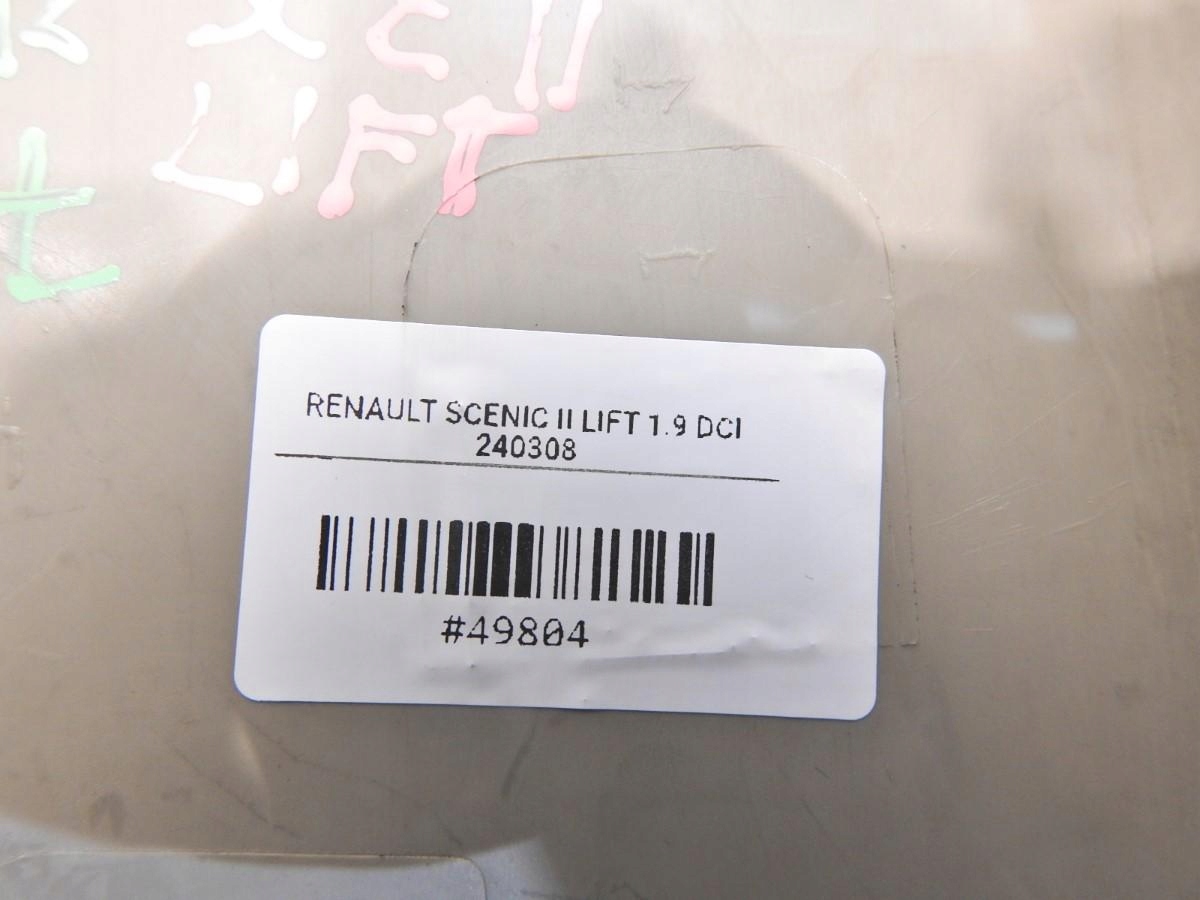 LIFT
RENAULT SCENIC II LIFT 1.9 DCI
240308
#49804